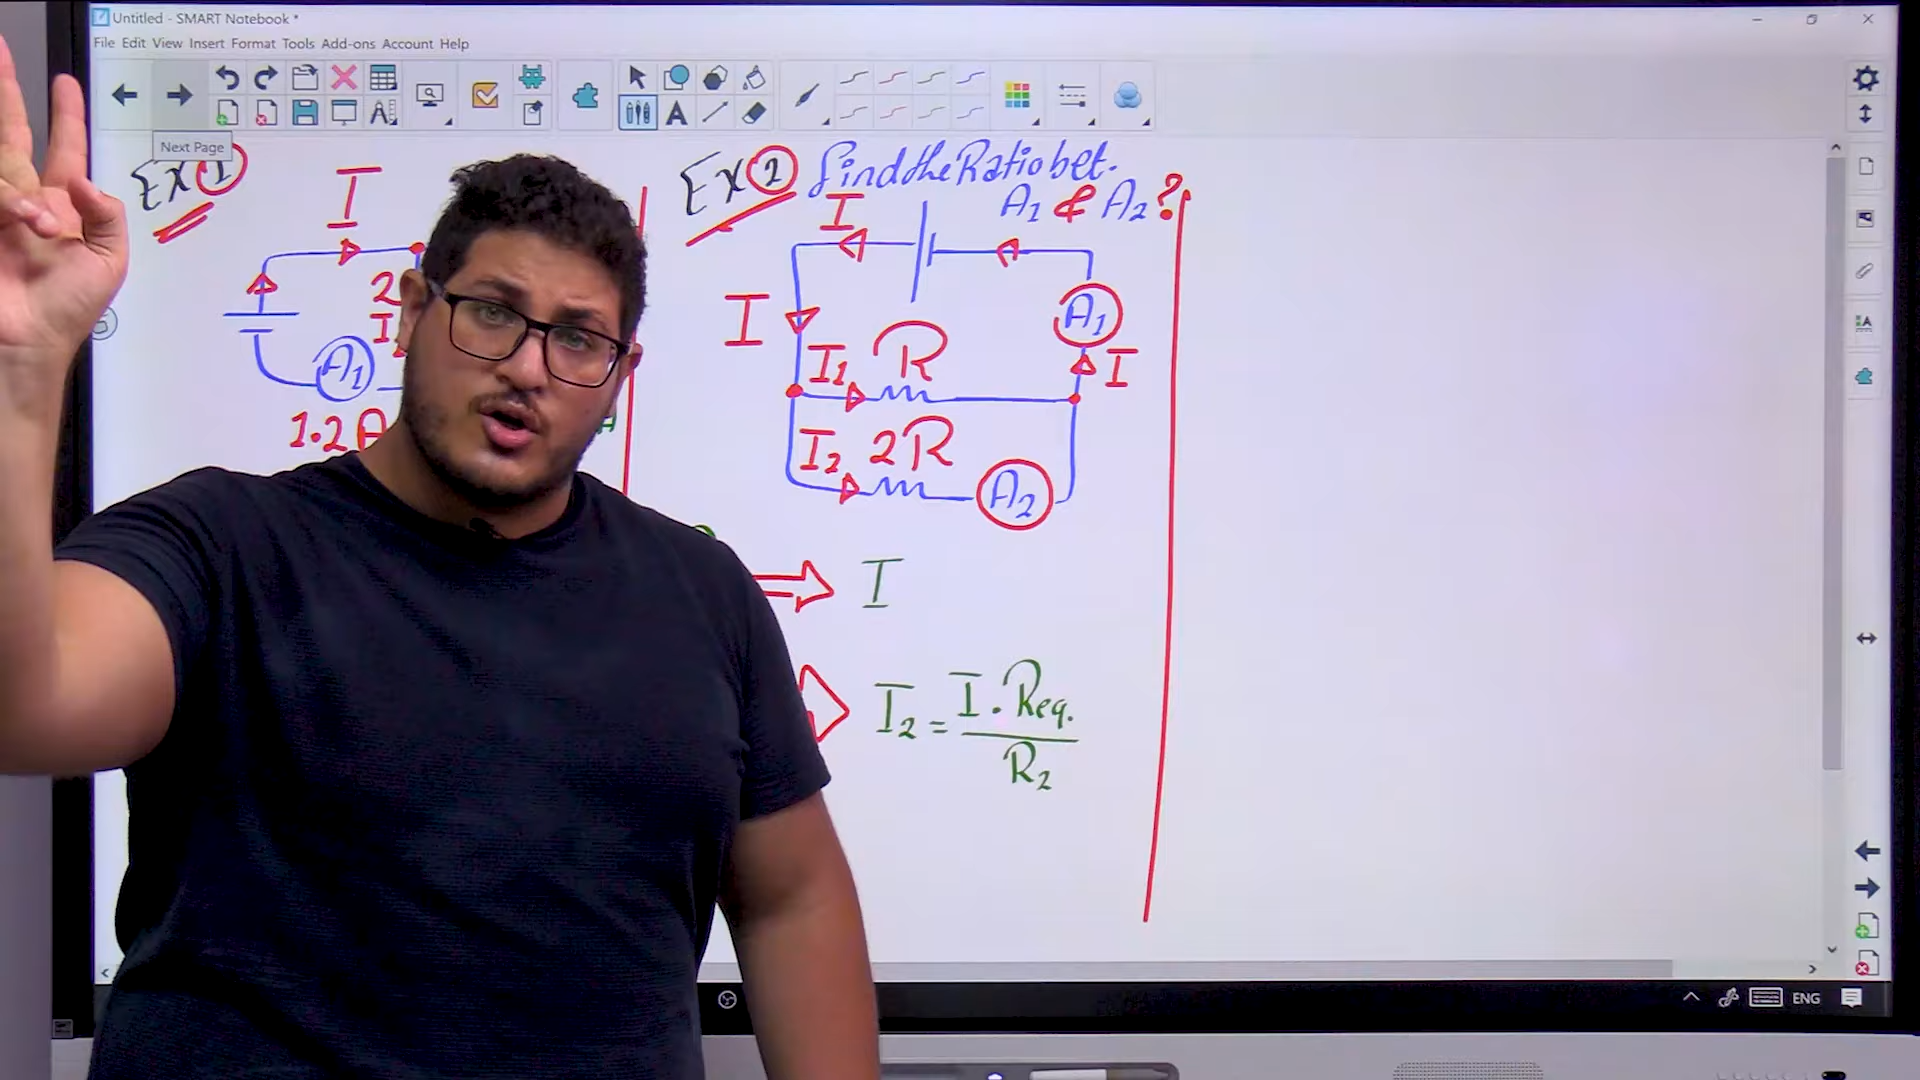 Untitled - SMART Notebook *
File Edit View Insert Format Tools Add-ons Account Help
Next Page
Ex 1
I
2
I
A1
1.2 A
A
Ex 2 find the Ratio bet.
A1 & A2 ?
I
I
A1
I
I1 R
I2 2R
A2
I
I2 = I . Req.
R2
ENG